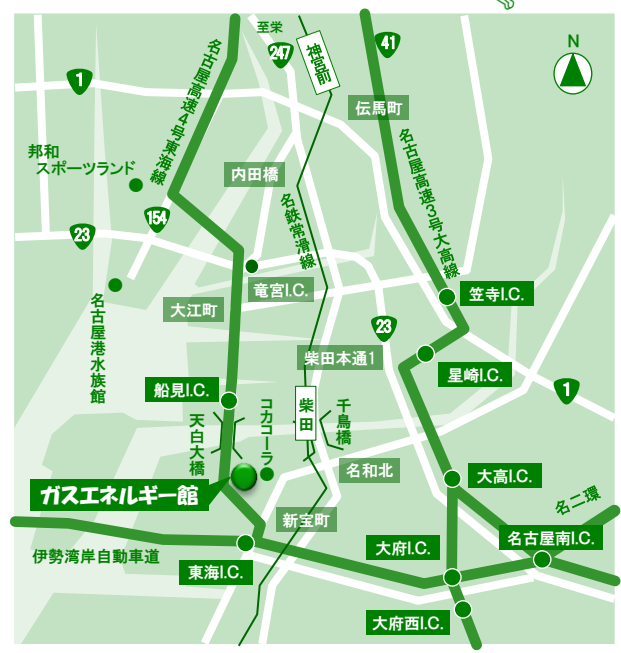 至栄
247
41
N
神宮前
1
名古屋高速4号東海線
伝馬町
邦和
スポーツランド
内田橋
名古屋高速3号大高線
154
23
名鉄常滑線
竜宮I.C.
笠寺I.C.
名古屋港水族館
大江町
23
柴田本通1
星崎I.C.
船見I.C.
1
天白大橋
コカコーラ
柴田
千鳥橋
名和北
大高I.C.
ガスエネルギー館
名二環
新宝町
伊勢湾岸自動車道
大府I.C.
名古屋南I.C.
東海I.C.
大府西I.C.